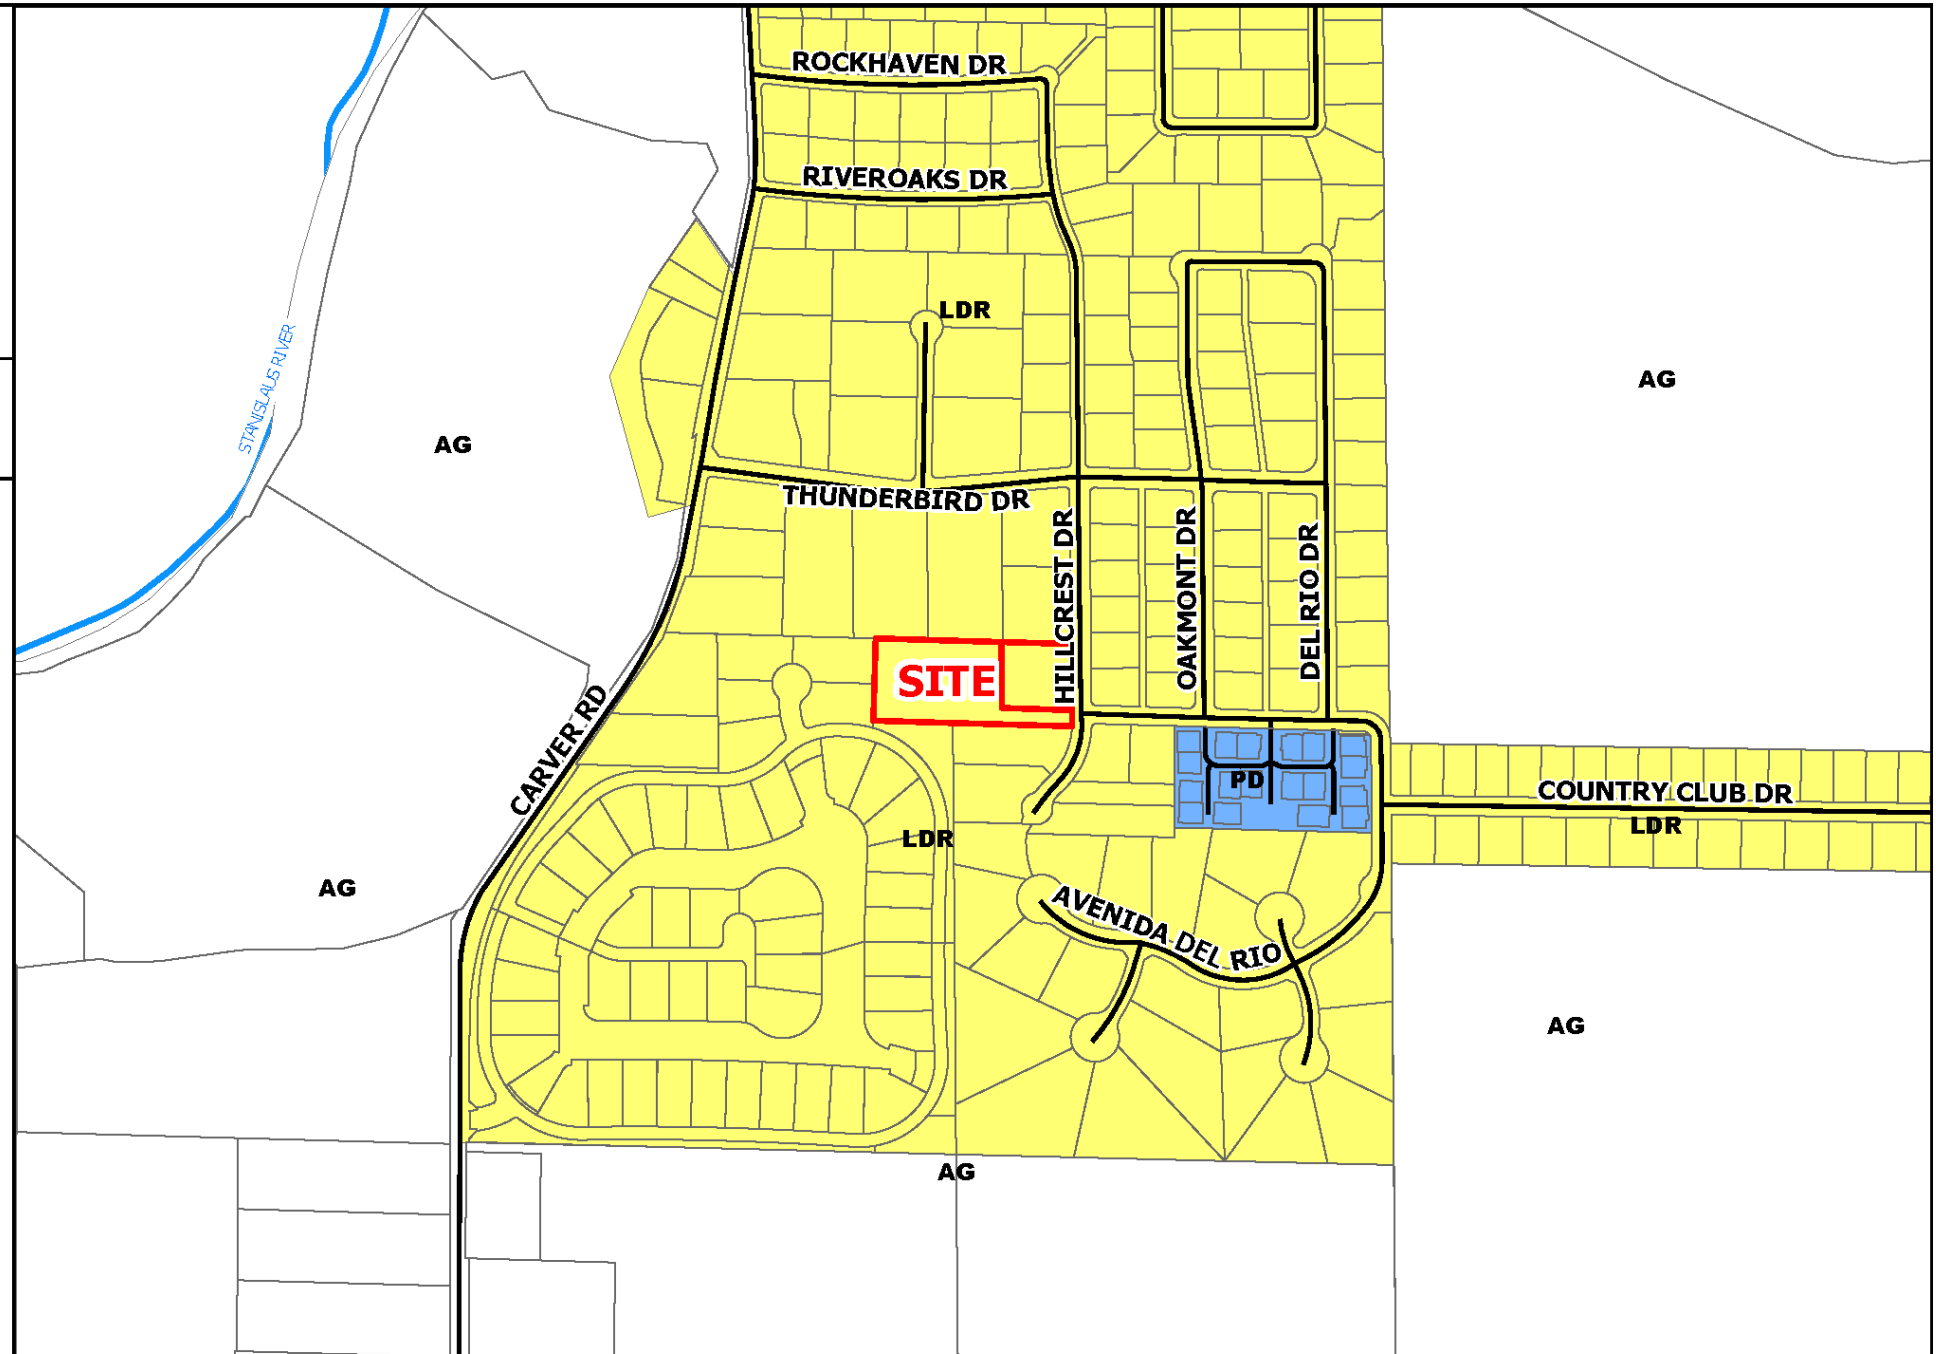 ROCKHAVEN DR
RIVEROAKS DR
LDR
STANISLAUS RIVER
AG
AG
THUNDERBIRD DR
HILLCREST DR
OAKMONT DR
DEL RIO DR
SITE
CARVER RD
PD
COUNTRY CLUB DR
LDR
LDR
AG
AVENIDA DEL RIO
AG
AG